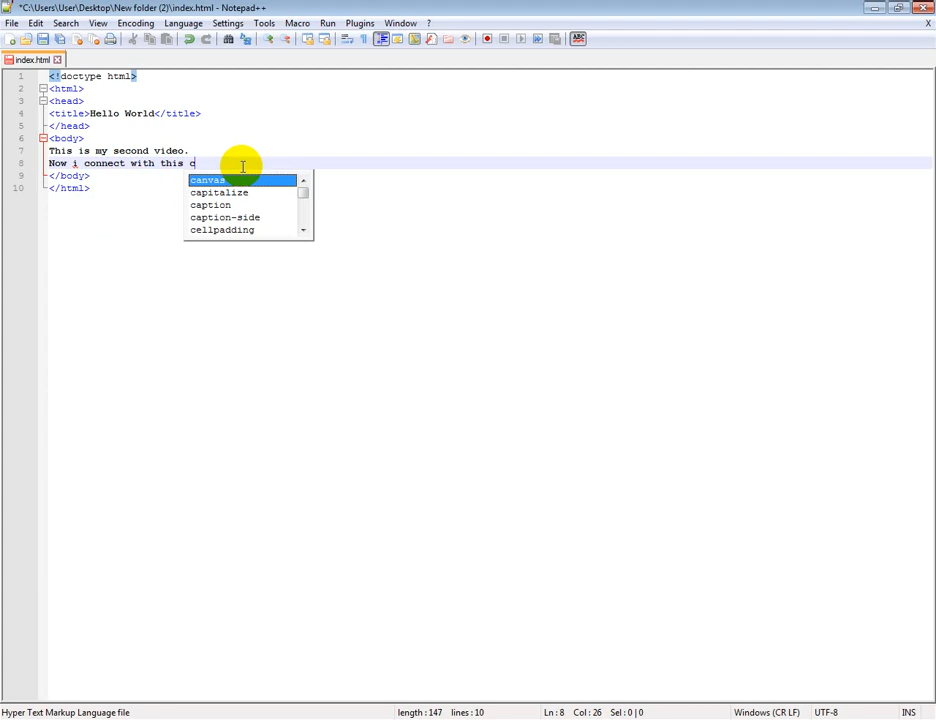 *C:\Users\User\Desktop\New folder (2)\index.html - Notepad++
File Edit Search View Encoding Language Settings Tools Macro Run Plugins Window ? X
ABC
index.html
1 <!doctype html>
2 <html>
3 <head>
4 <title>Hello World</title>
5 </head>
6 <body>
7 This is my second video.
8 Now i connect with this c
9 </body>
10 </html>
canvas
capitalize
caption
caption-side
cellpadding
Hyper Text Markup Language file length : 147 lines : 10 Ln : 8 Col : 26 Sel : 0 | 0 Windows (CR LF) UTF-8 INS